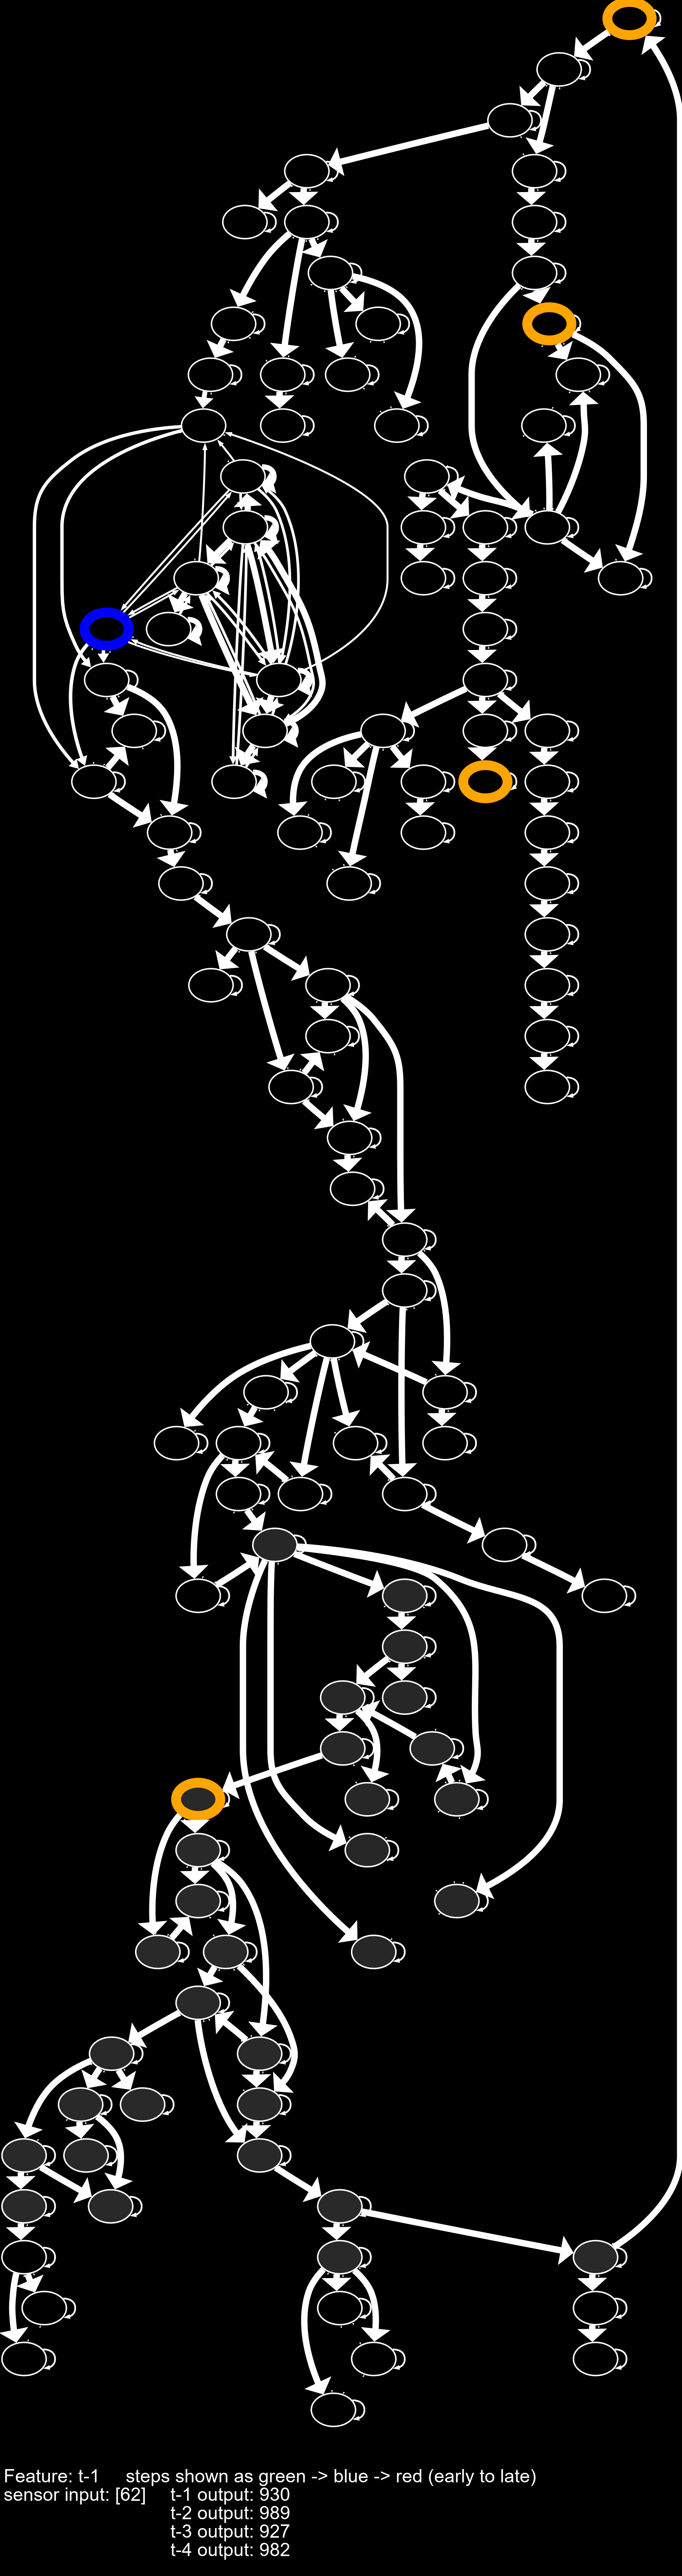 Feature: t-1     steps shown as green -> blue -> red (early to late)
sensor input: [62]     t-1 output: 930
t-2 output: 989
t-3 output: 927
t-4 output: 982